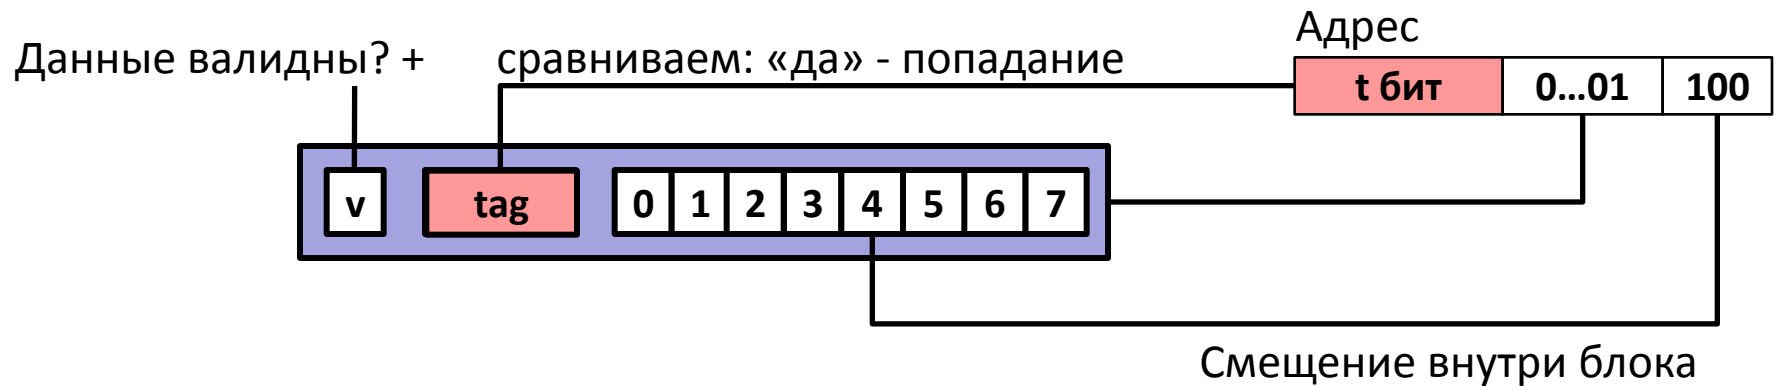 Адрес
Данные валидны? + сравниваем: «да» - попадание
t бит 0...01 100
v tag 0 1 2 3 4 5 6 7
Смещение внутри блока